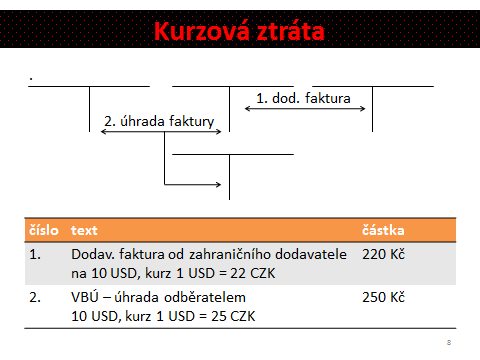 Kurzová ztráta
.
1. dod. faktura
2. úhrada faktury
číslo text částka
1. Dodav. faktura od zahraničního dodavatele 220 Kč
na 10 USD, kurz 1 USD = 22 CZK
2. VBÚ – úhrada odběratelem 250 Kč
10 USD, kurz 1 USD = 25 CZK
8